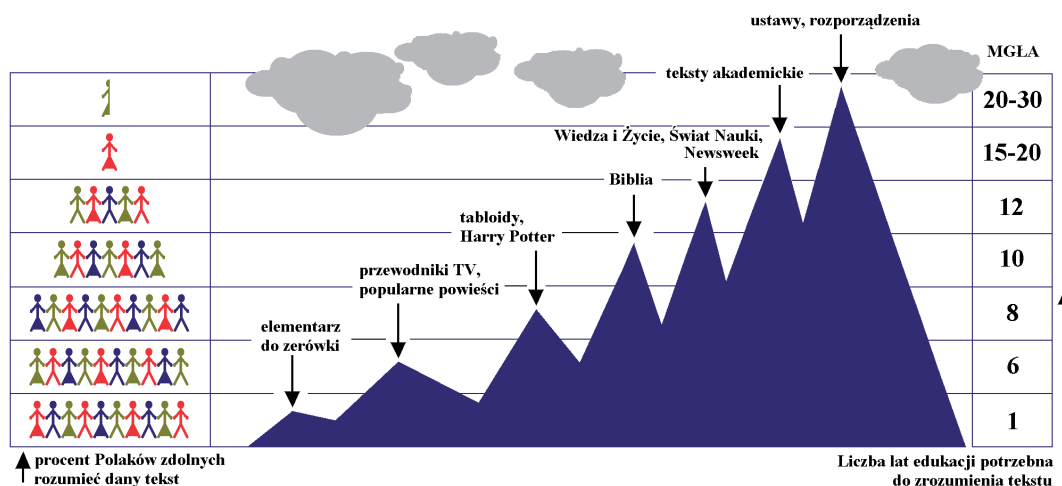 ustawy, rozporządzenia
MGŁA
teksty akademickie
20-30
Wiedza i Życie, Świat Nauki,
Newsweek
15-20
Biblia
12
tabloidy,
Harry Potter
10
przewodniki TV,
popularne powieści
8
elementarz
do zerówki
6
1
procent Polaków zdolnych
rozumieć dany tekst
Liczba lat edukacji potrzebna
do zrozumienia tekstu